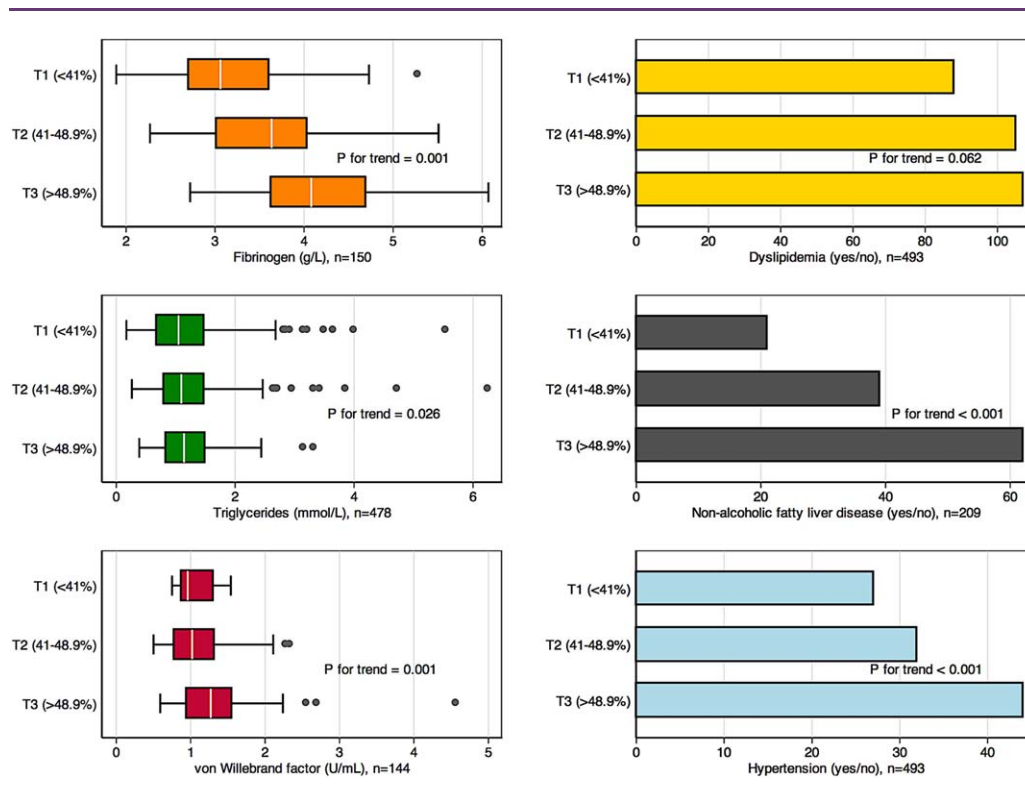 T1 (<41%)
T2 (41-48.9%)
P for trend = 0.001
T3 (>48.9%)
2 3 4 5 6
Fibrinogen (g/L), n=150
T1 (<41%)
T2 (41-48.9%)
P for trend = 0.062
T3 (>48.9%)
0 20 40 60 80 100
Dyslipidemia (yes/no), n=493
T1 (<41%)
T2 (41-48.9%)
P for trend = 0.026
T3 (>48.9%)
0 2 4 6
Triglycerides (mmol/L), n=478
T1 (<41%)
T2 (41-48.9%)
P for trend < 0.001
T3 (>48.9%)
0 20 40 60
Non-alcoholic fatty liver disease (yes/no), n=209
T1 (<41%)
T2 (41-48.9%)
P for trend = 0.001
T3 (>48.9%)
0 1 2 3 4 5
von Willebrand factor (U/mL), n=144
T1 (<41%)
T2 (41-48.9%)
P for trend < 0.001
T3 (>48.9%)
0 10 20 30 40
Hypertension (yes/no), n=493